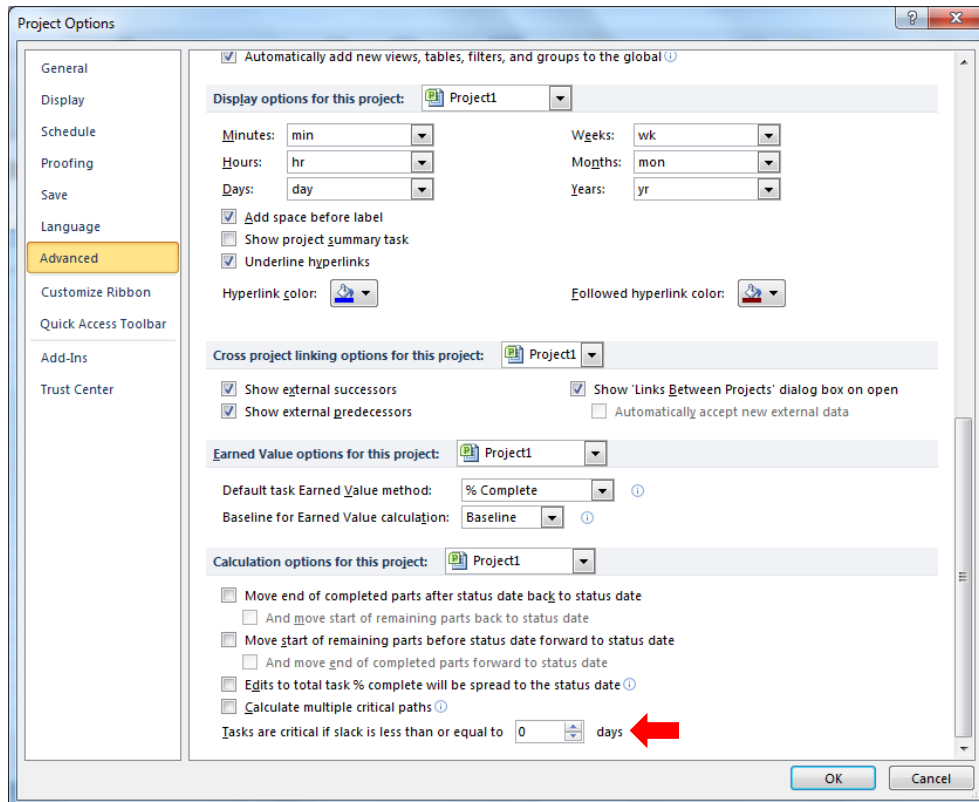 Project Options
General
Display
Schedule
Proofing
Save
Language
Advanced
Customize Ribbon
Quick Access Toolbar
Add-Ins
Trust Center
Automatically add new views, tables, filters, and groups to the global
Display options for this project: Project1
Minutes: min Weeks: wk
Hours: hr Months: mon
Days: day Years: yr
Add space before label
Show project summary task
Underline hyperlinks
Hyperlink color: Followed hyperlink color:
Cross project linking options for this project: Project1
Show external successors Show 'Links Between Projects' dialog box on open
Show external predecessors Automatically accept new external data
Earned Value options for this project: Project1
Default task Earned Value method: % Complete
Baseline for Earned Value calculation: Baseline
Calculation options for this project: Project1
Move end of completed parts after status date back to status date
And move start of remaining parts back to status date
Move start of remaining parts before status date forward to status date
And move end of completed parts forward to status date
Edits to total task % complete will be spread to the status date
Calculate multiple critical paths
Tasks are critical if slack is less than or equal to 0 days
OK Cancel